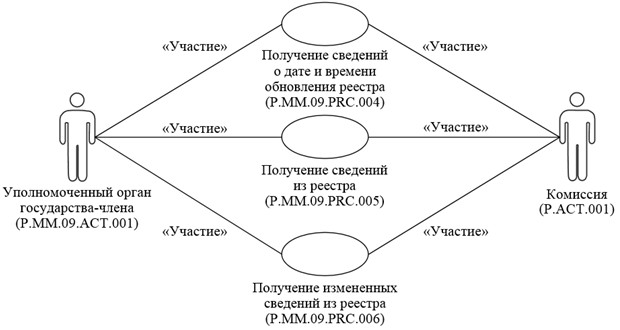 «Участие»
«Участие»
Получение сведений
о дате и времени
обновления реестра
(P.MM.09.PRC.004)
«Участие»
«Участие»
Получение сведений
из реестра
(P.MM.09.PRC.005)
Уполномоченный орган
государства-члена
(P.MM.09.ACT.001)
Комиссия
(P.ACT.001)
«Участие»
«Участие»
Получение измененных
сведений из реестра
(P.MM.09.PRC.006)